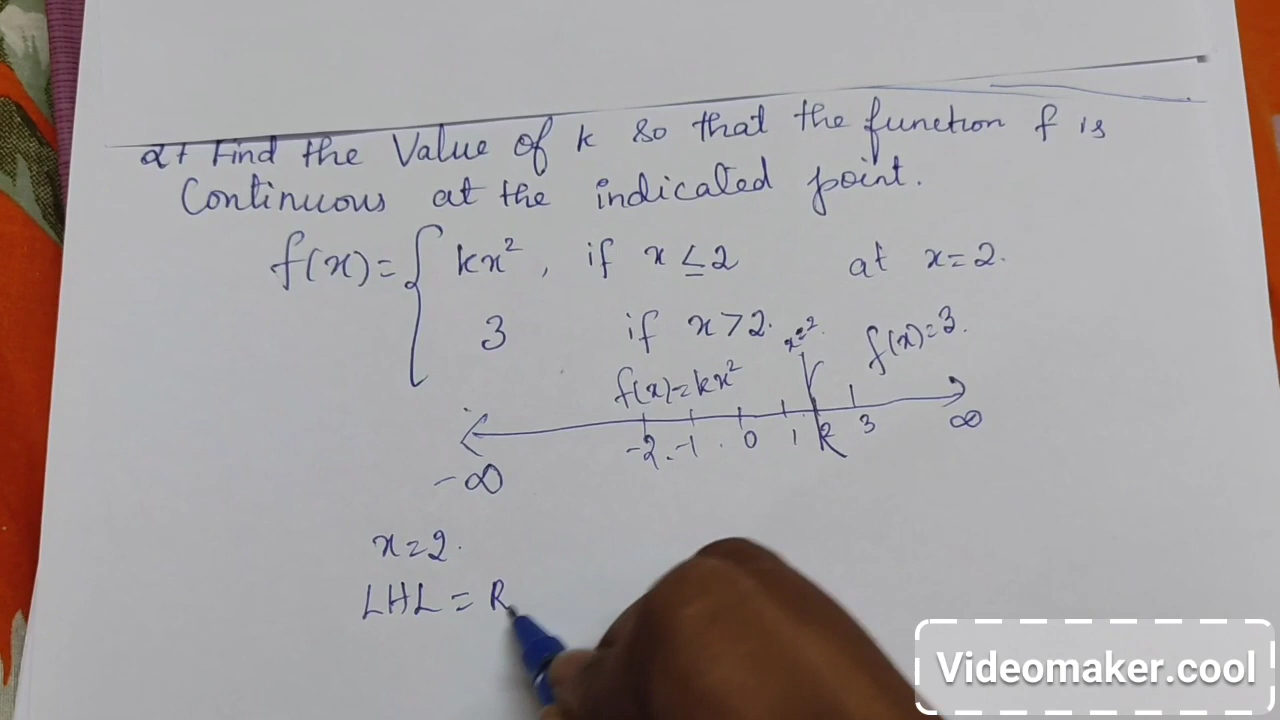 Find the Value of k so that the function f is
Continuous at the indicated point.
f(x)= { kx², if x ≤ 2 at x=2.
3 if x>2.
x=2.
f(x)=3.
f(x)=kx²
-2 -1 0 1 2 3
-∞ ∞
x=2.
LHL = R
Videomaker.cool